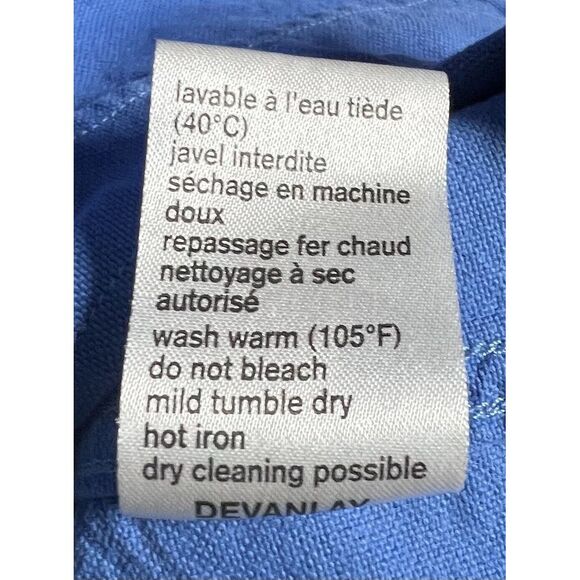 lavable à l'eau tiède
(40°C)
javel interdite
séchage en machine
doux
repassage fer chaud
nettoyage à sec
autorisé
wash warm (105°F)
do not bleach
mild tumble dry
hot iron
dry cleaning possible
DEVANLAY